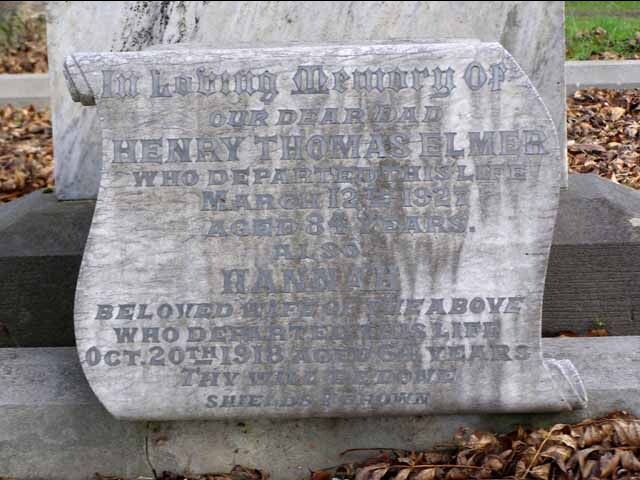 In Loving Memory Of
OUR DEAR DAD
HENRY THOMAS ELMER
WHO DEPARTED THIS LIFE
MARCH 12TH 1927
AGED 84 YEARS.
ALSO
HANNAH
BELOVED WIFE OF THE ABOVE
WHO DEPARTED THIS LIFE
OCT. 20TH 1918 AGED 64 YEARS
THY WILL BE DONE
SHIELDS & BROWN